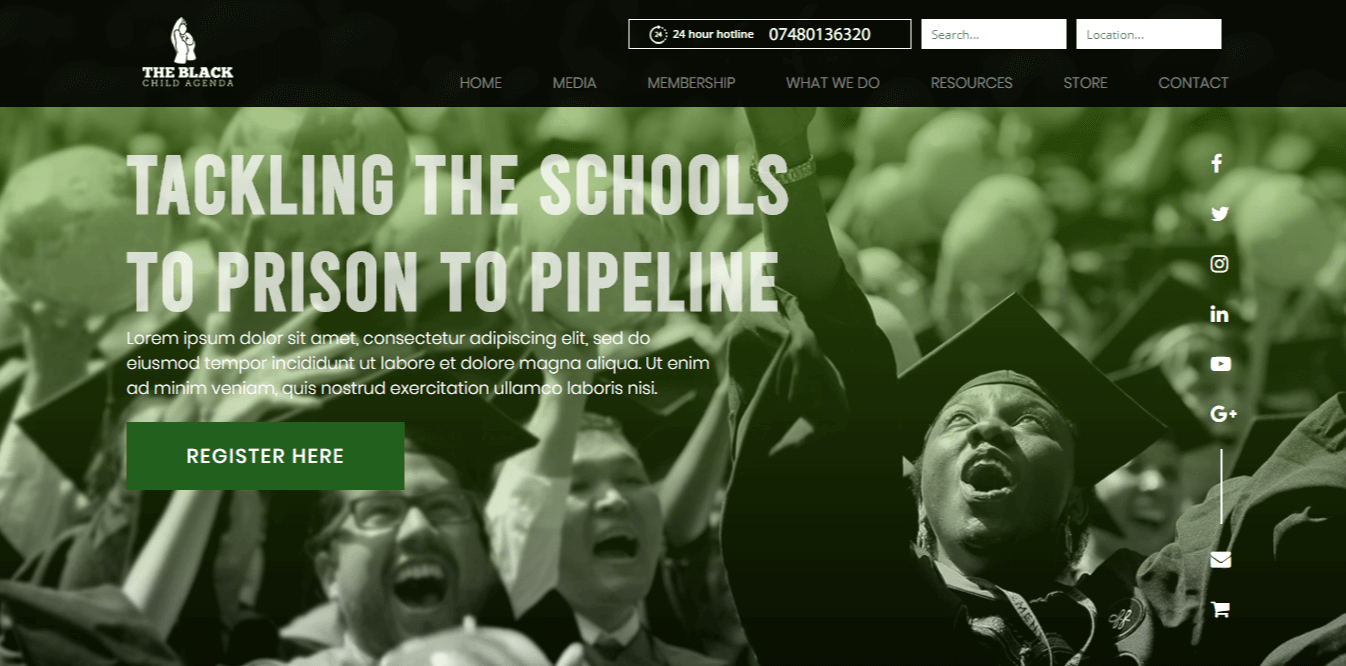 THE BLACK
CHILD AGENDA
24 24 hour hotline 07480136320
Search...
Location...
HOME MEDIA MEMBERSHIP WHAT WE DO RESOURCES STORE CONTACT
TACKLING THE SCHOOLS
TO PRISON TO PIPELINE
Lorem ipsum dolor sit amet, consectetur adipiscing elit, sed do
eiusmod tempor incididunt ut labore et dolore magna aliqua. Ut enim
ad minim veniam, quis nostrud exercitation ullamco laboris nisi.
REGISTER HERE
G+